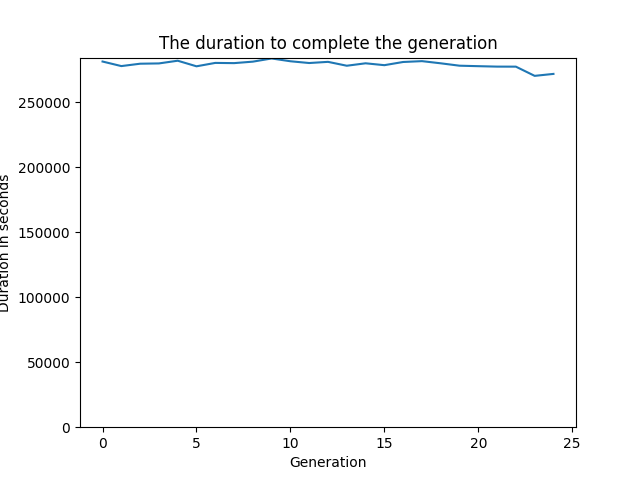 The duration to complete the generation
Duration in seconds
250000
200000
150000
100000
50000
0
0 5 10 15 20 25
Generation